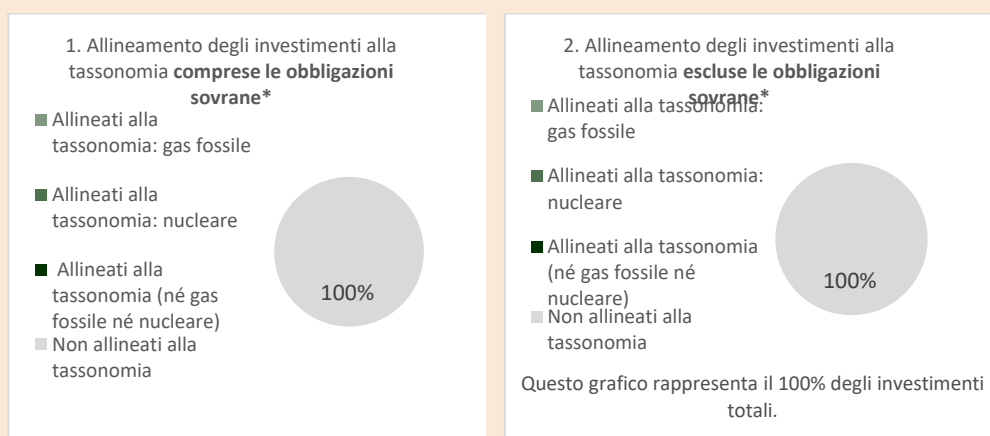 1. Allineamento degli investimenti alla
tassonomia comprese le obbligazioni
sovrane*
Allineati alla
tassonomia: gas fossile
Allineati alla
tassonomia: nucleare
Allineati alla
tassonomia (né gas
fossile né nucleare)
Non allineati alla
tassonomia
100%
2. Allineamento degli investimenti alla
tassonomia escluse le obbligazioni
sovrane*
Allineati alla tassonomia:
gas fossile
Allineati alla tassonomia:
nucleare
Allineati alla tassonomia
(né gas fossile né
nucleare)
Non allineati alla
tassonomia
100%
Questo grafico rappresenta il 100% degli investimenti
totali.